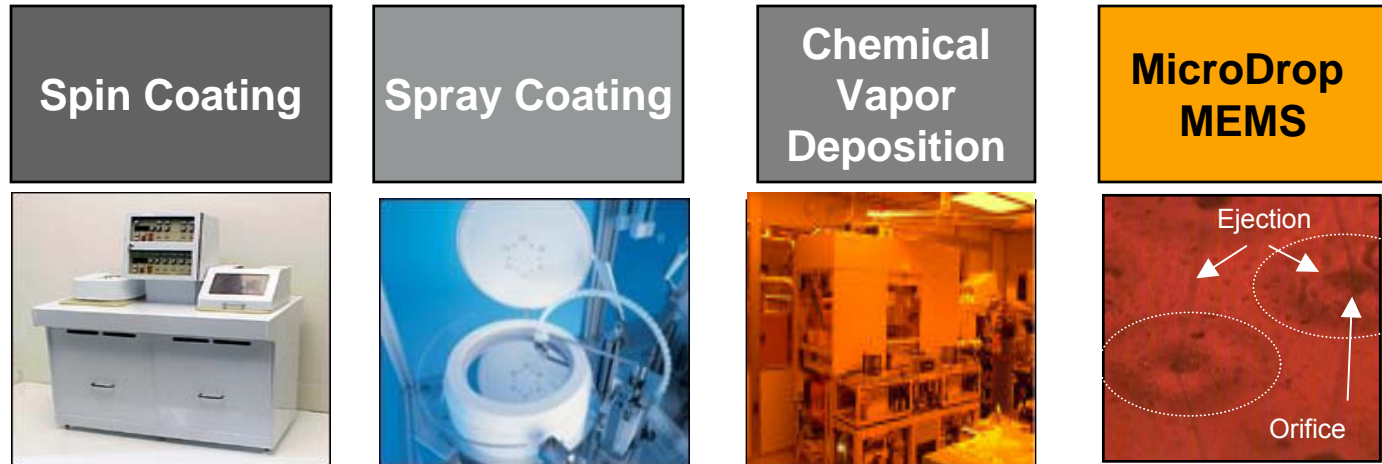 Spin Coating
Spray Coating
Chemical
Vapor
Deposition
MicroDrop
MEMS
Ejection
Orifice